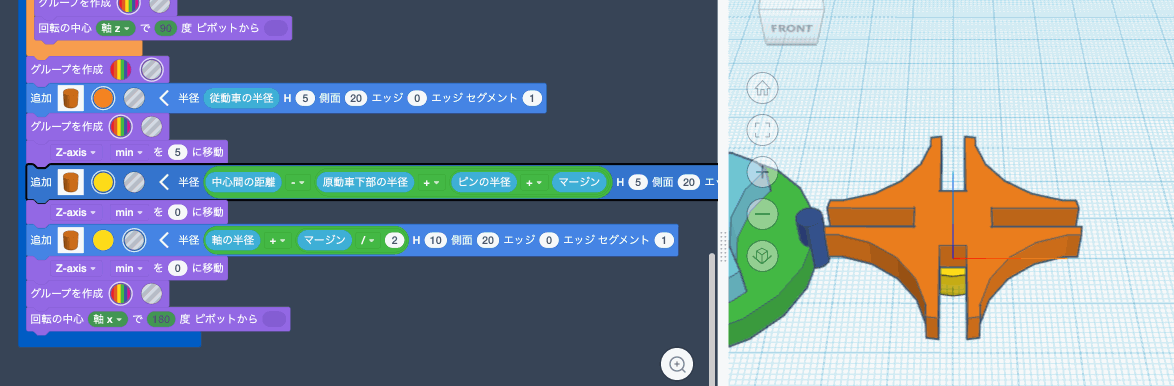 グループを作成
回転の中心 軸 z で 90 度 ピボットから
グループを作成
追加 半径 従動車の半径 H 5 側面 20 エッジ 0 エッジ セグメント 1
グループを作成
Z-axis min を 5 に移動
追加 半径 中心間の距離 - 原動車下部の半径 + ピンの半径 + マージン H 5 側面 20 エッ
Z-axis min を 0 に移動
追加 半径 軸の半径 + マージン / 2 H 10 側面 20 エッジ 0 エッジ セグメント 1
Z-axis min を 0 に移動
グループを作成
回転の中心 軸 x で 180 度 ピボットから
FRONT